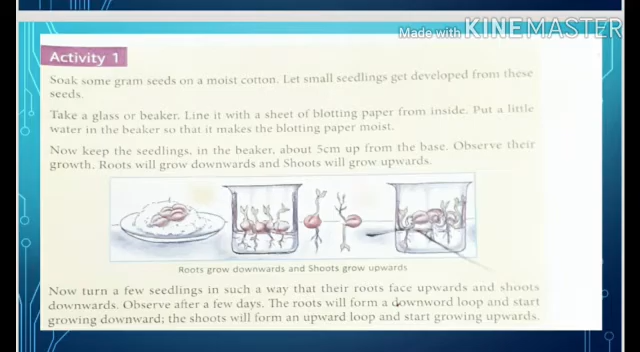 Made with KINEMASTER
Activity 1
Soak some gram seeds on a moist cotton. Let small seedlings get developed from these
seeds.
Take a glass or beaker. Line it with a sheet of blotting paper from inside. Put a little
water in the beaker so that it makes the blotting paper moist.
Now keep the seedlings, in the beaker, about 5cm up from the base. Observe their
growth. Roots will grow downwards and Shoots will grow upwards.
Roots grow downwards and Shoots grow upwards
Now turn a few seedlings in such a way that their roots face upwards and shoots
downwards. Observe after a few days. The roots will form a downword loop and start
growing downward; the shoots will form an upward loop and start growing upwards.